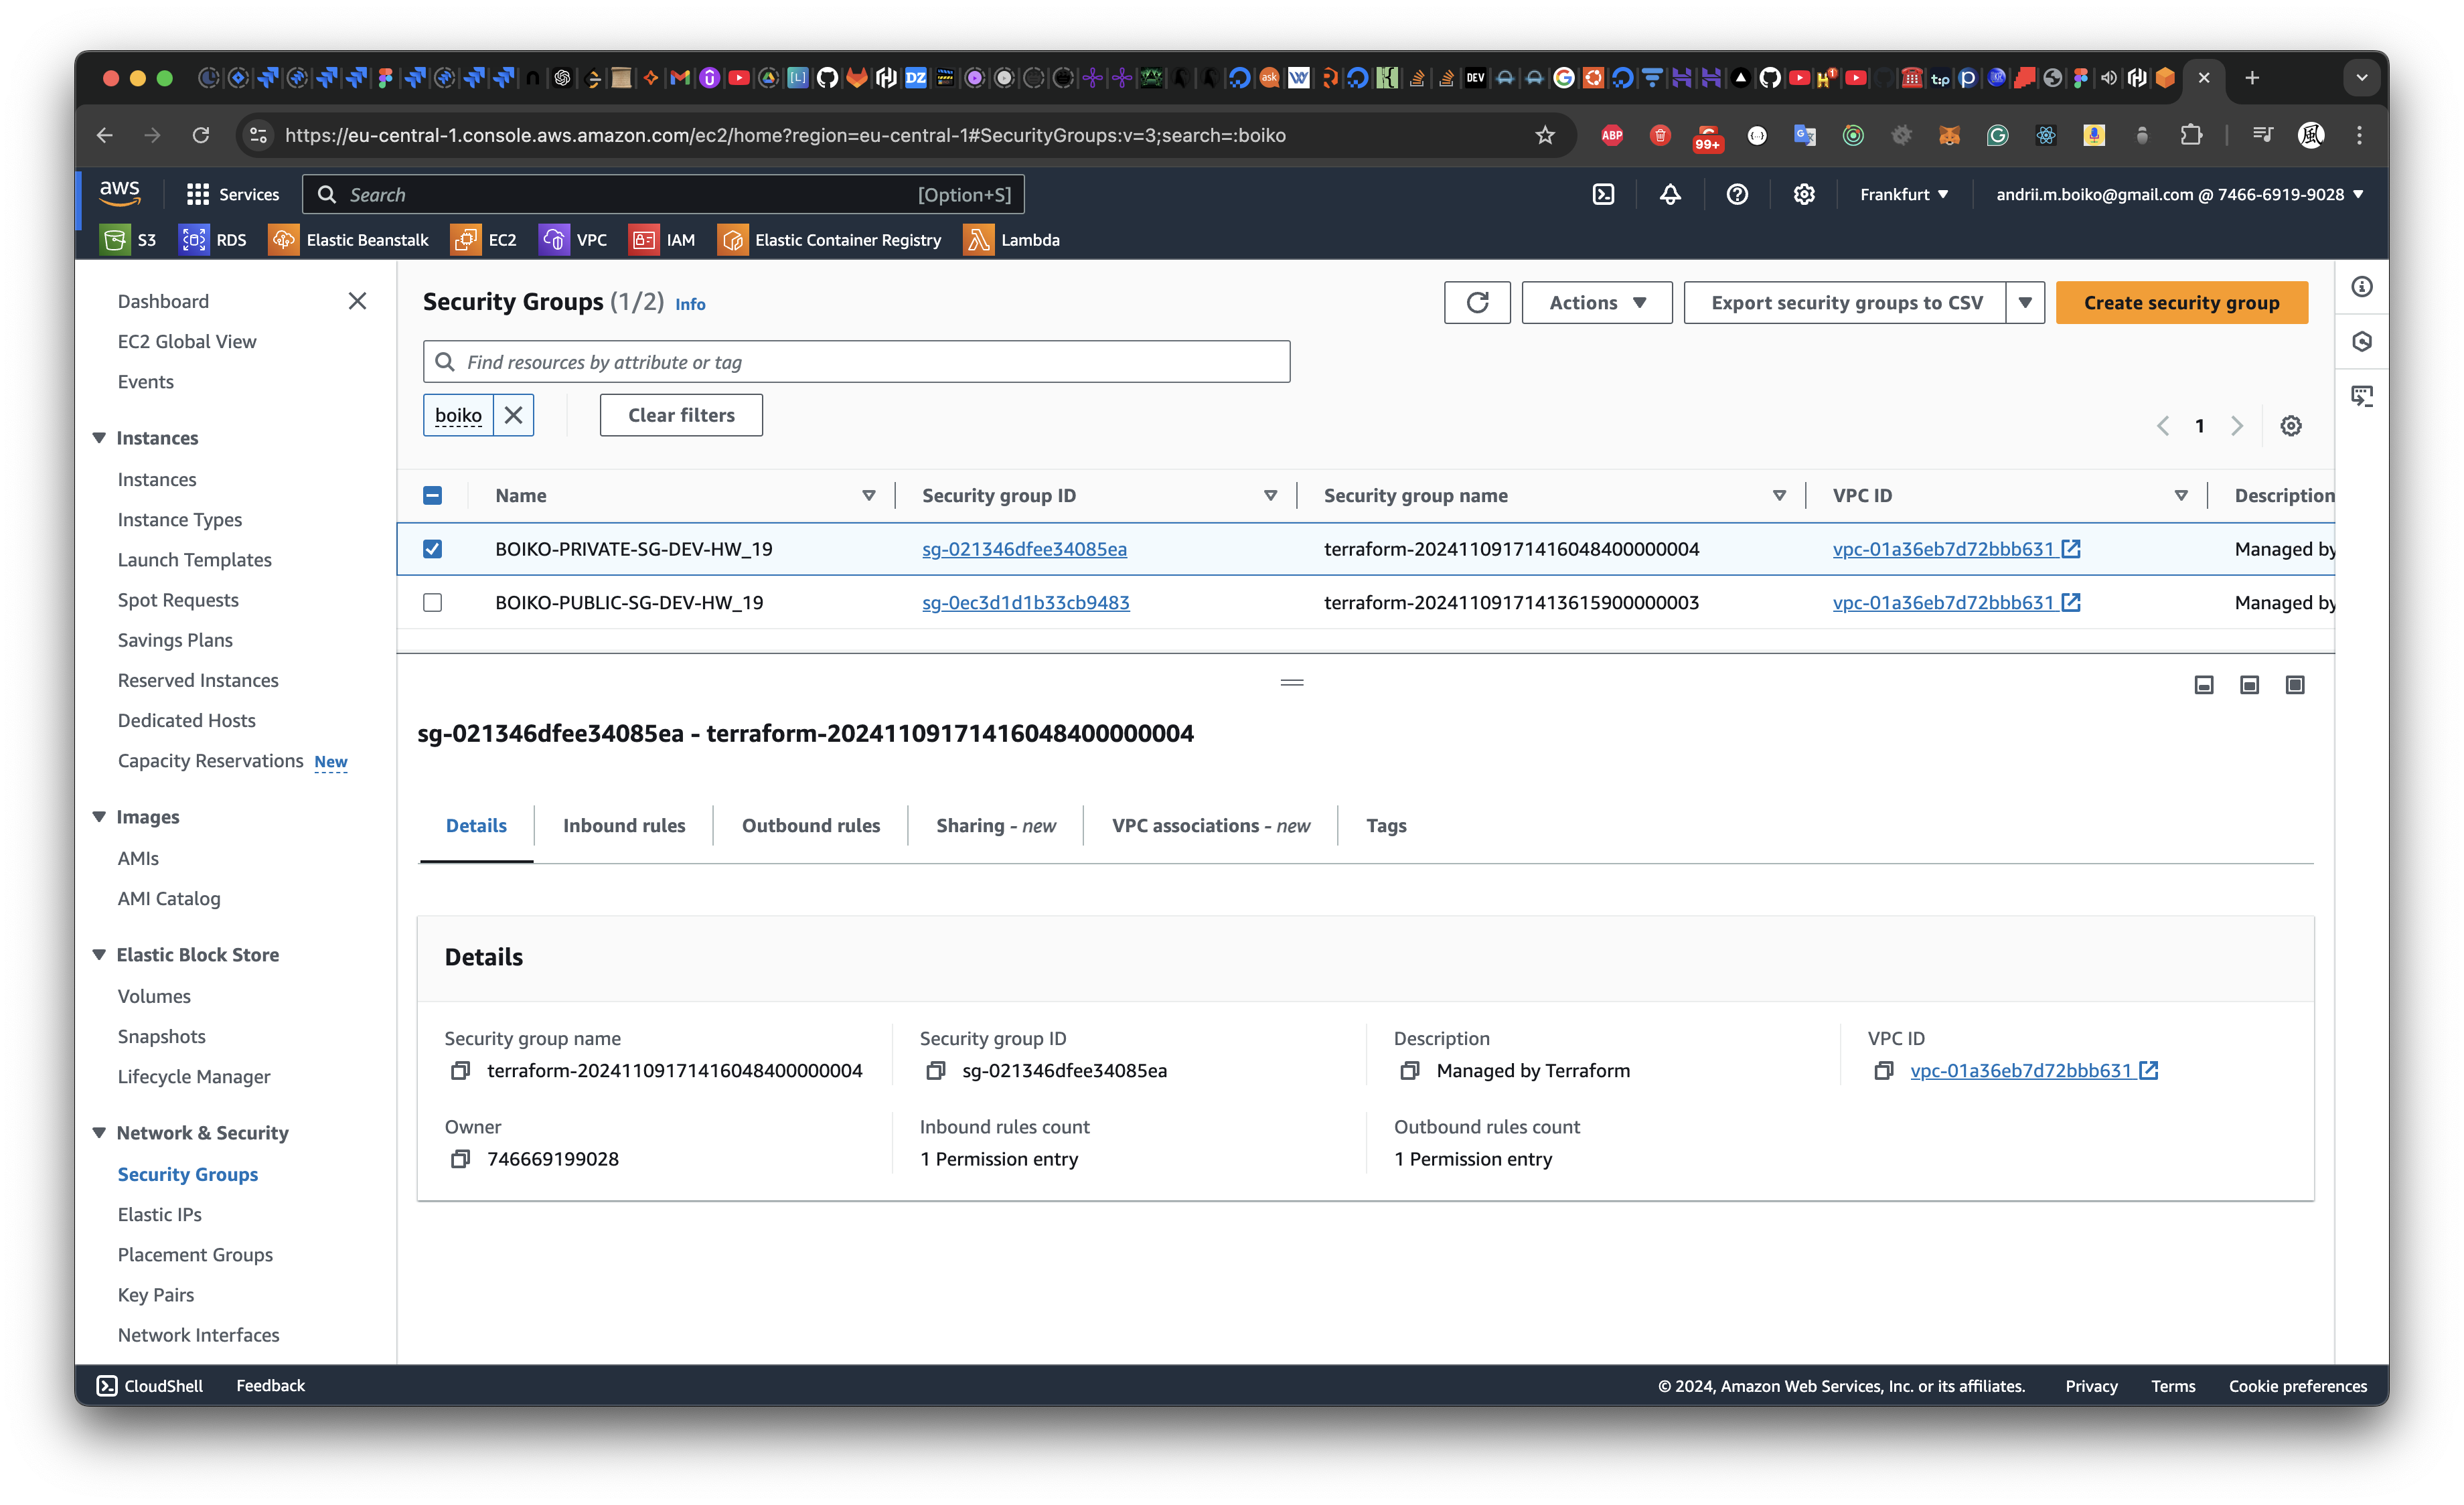 https://eu-central-1.console.aws.amazon.com/ec2/home?region=eu-central-1#SecurityGroups:v=3;search=:boiko
ABP
99+
aws
Services
Search
[Option+S]
Frankfurt
andrii.m.boiko@gmail.com @ 7466-6919-9028
S3
RDS
Elastic Beanstalk
EC2
VPC
IAM
Elastic Container Registry
Lambda
Dashboard
EC2 Global View
Events
Instances
Instances
Instance Types
Launch Templates
Spot Requests
Savings Plans
Reserved Instances
Dedicated Hosts
Capacity Reservations New
Images
AMIs
AMI Catalog
Elastic Block Store
Volumes
Snapshots
Lifecycle Manager
Network & Security
Security Groups
Elastic IPs
Placement Groups
Key Pairs
Network Interfaces
Security Groups (1/2) Info
Actions
Export security groups to CSV
Create security group
Find resources by attribute or tag
boiko
Clear filters
1
Name Security group ID Security group name VPC ID Description
BOIKO-PRIVATE-SG-DEV-HW_19 sg-021346dfee34085ea terraform-20241109171416048400000004 vpc-01a36eb7d72bbb631 Managed by
BOIKO-PUBLIC-SG-DEV-HW_19 sg-0ec3d1d1b33cb9483 terraform-20241109171413615900000003 vpc-01a36eb7d72bbb631 Managed by
sg-021346dfee34085ea - terraform-20241109171416048400000004
Details
Inbound rules
Outbound rules
Sharing - new
VPC associations - new
Tags
Details
Security group name
terraform-20241109171416048400000004
Security group ID
sg-021346dfee34085ea
Description
Managed by Terraform
VPC ID
vpc-01a36eb7d72bbb631
Owner
746669199028
Inbound rules count
1 Permission entry
Outbound rules count
1 Permission entry
CloudShell
Feedback
© 2024, Amazon Web Services, Inc. or its affiliates.
Privacy
Terms
Cookie preferences